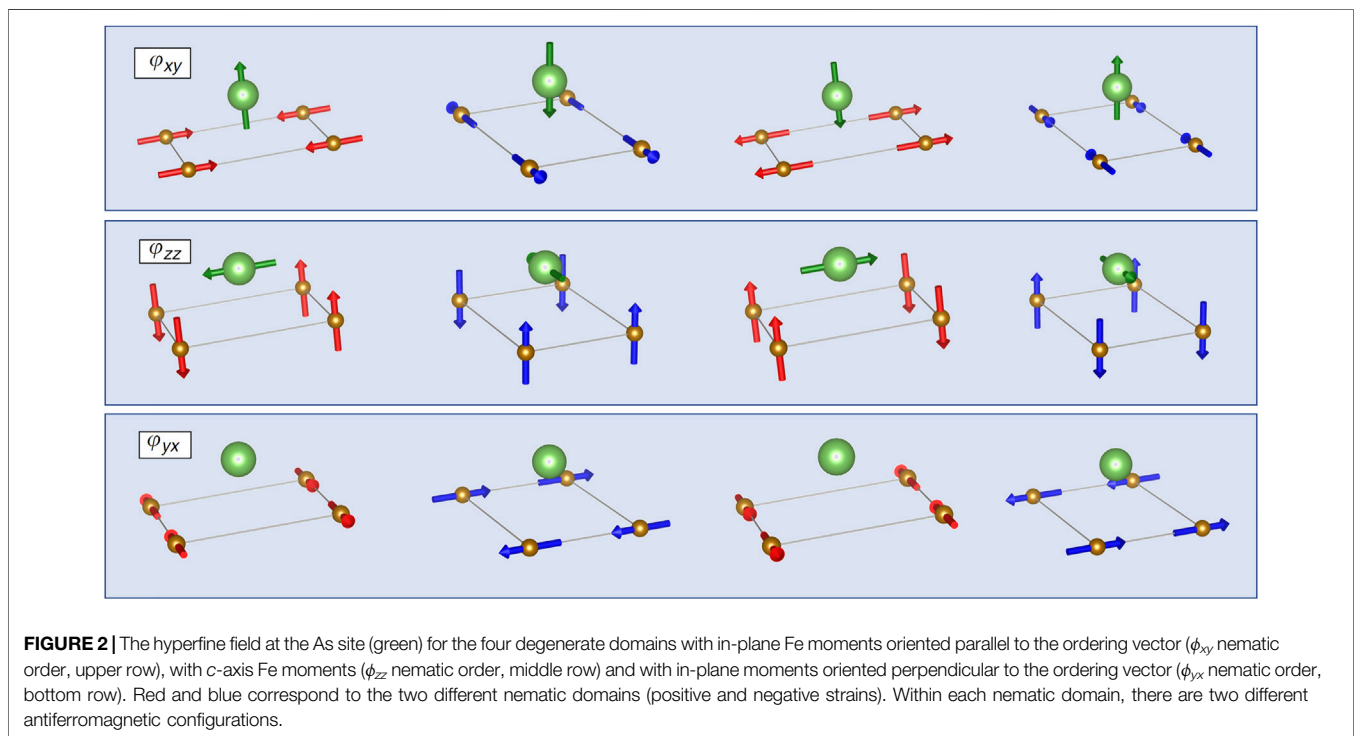 φxy
φzz
φyx
FIGURE 2 | The hyperfine field at the As site (green) for the four degenerate domains with in-plane Fe moments oriented parallel to the ordering vector (ϕxy nematic
order, upper row), with c-axis Fe moments (ϕzz nematic order, middle row) and with in-plane moments oriented perpendicular to the ordering vector (ϕyx nematic order,
bottom row). Red and blue correspond to the two different nematic domains (positive and negative strains). Within each nematic domain, there are two different
antiferromagnetic configurations.